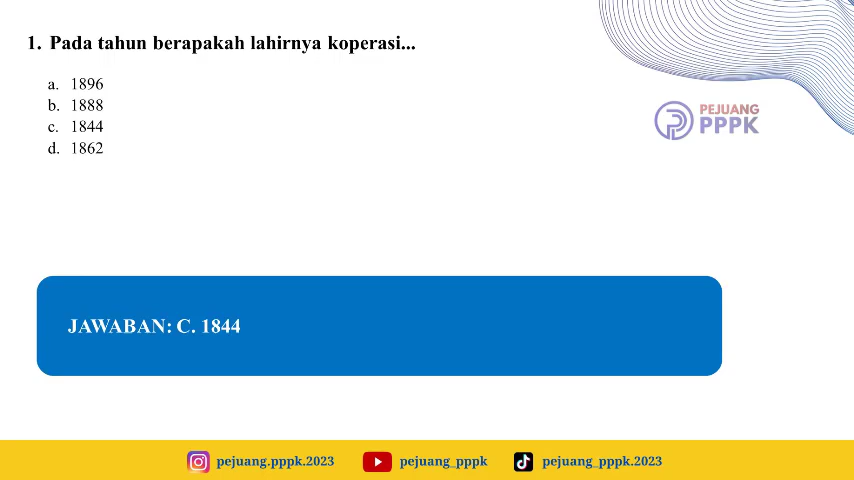 1. Pada tahun berapakah lahirnya koperasi...
a. 1896
b. 1888
c. 1844
d. 1862
PEJUANG
PPPK
JAWABAN: C. 1844
pejuang.pppk.2023 pejuang_pppk pejuang_pppk.2023